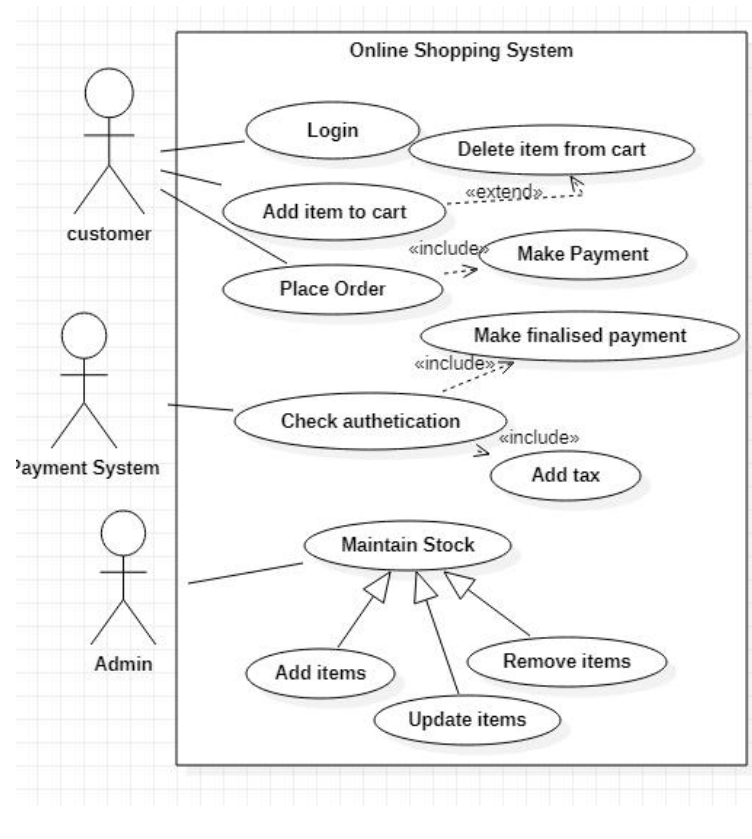 Online Shopping System
Login
Delete item from cart
«extend»
Add item to cart
customer
«include»
Make Payment
Place Order
Make finalised payment
«include»
Check authetication
«include»
Payment System
Add tax
Maintain Stock
Admin
Add items
Remove items
Update items